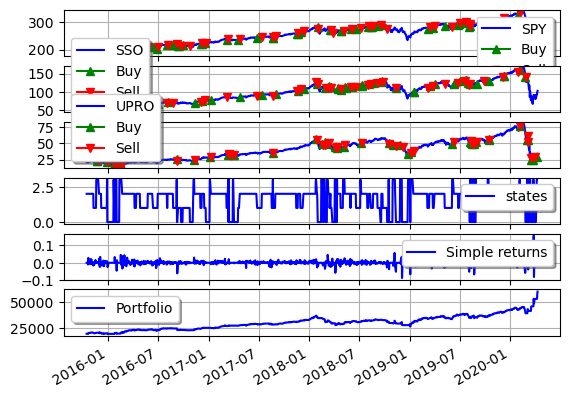 300
200
SPY
Buy
SSO
Buy
Sell
150
100
50
UPRO
Buy
Sell
75
50
25
2.5
0.0
states
0.1
0.0
−0.1
Simple returns
50000
25000
Portfolio
2016-01
2016-07
2017-01
2017-07
2018-01
2018-07
2019-01
2019-07
2020-01